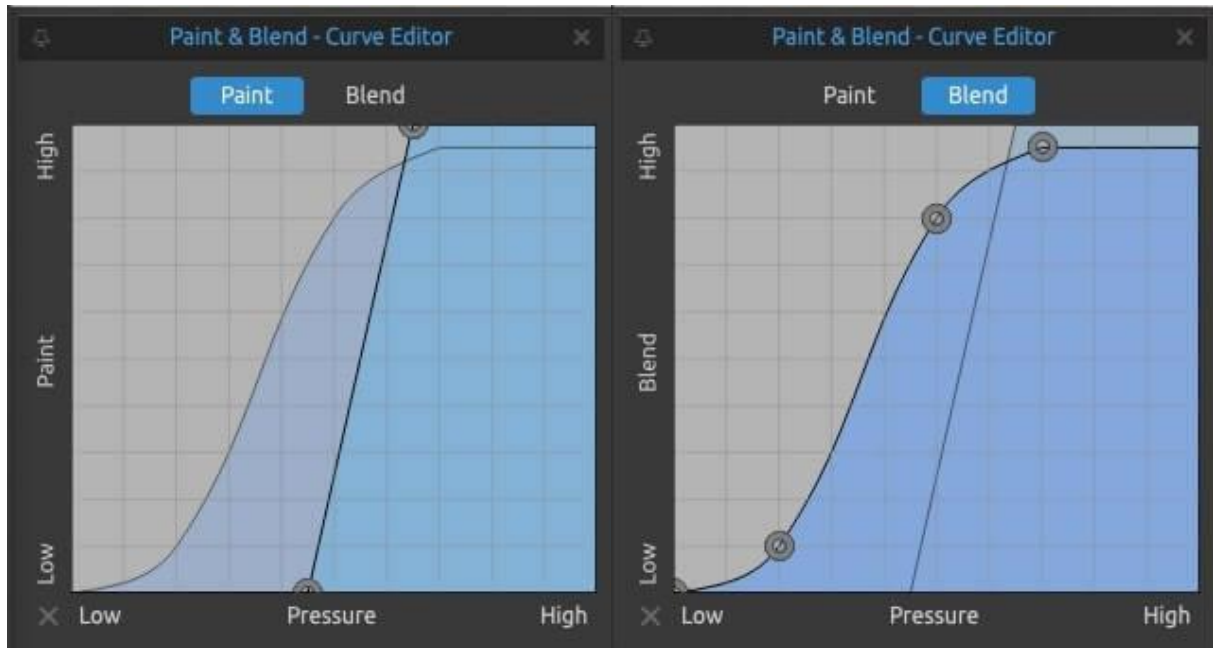 Paint & Blend - Curve Editor
Paint Blend
High
Paint
Low
Low Pressure High
Paint & Blend - Curve Editor
Paint Blend
High
Blend
Low
Low Pressure High